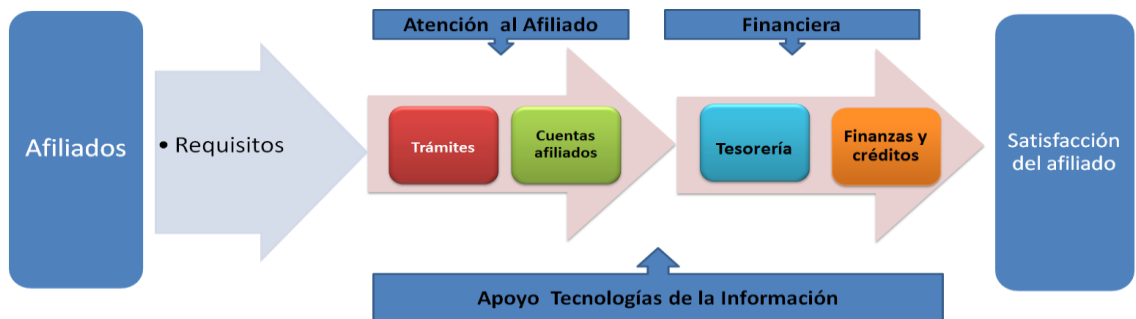 Afiliados
• Requisitos
Atención al Afiliado
Trámites
Cuentas
afiliados
Financiera
Tesorería
Finanzas y
créditos
Satisfacción
del afiliado
Apoyo Tecnologías de la Información